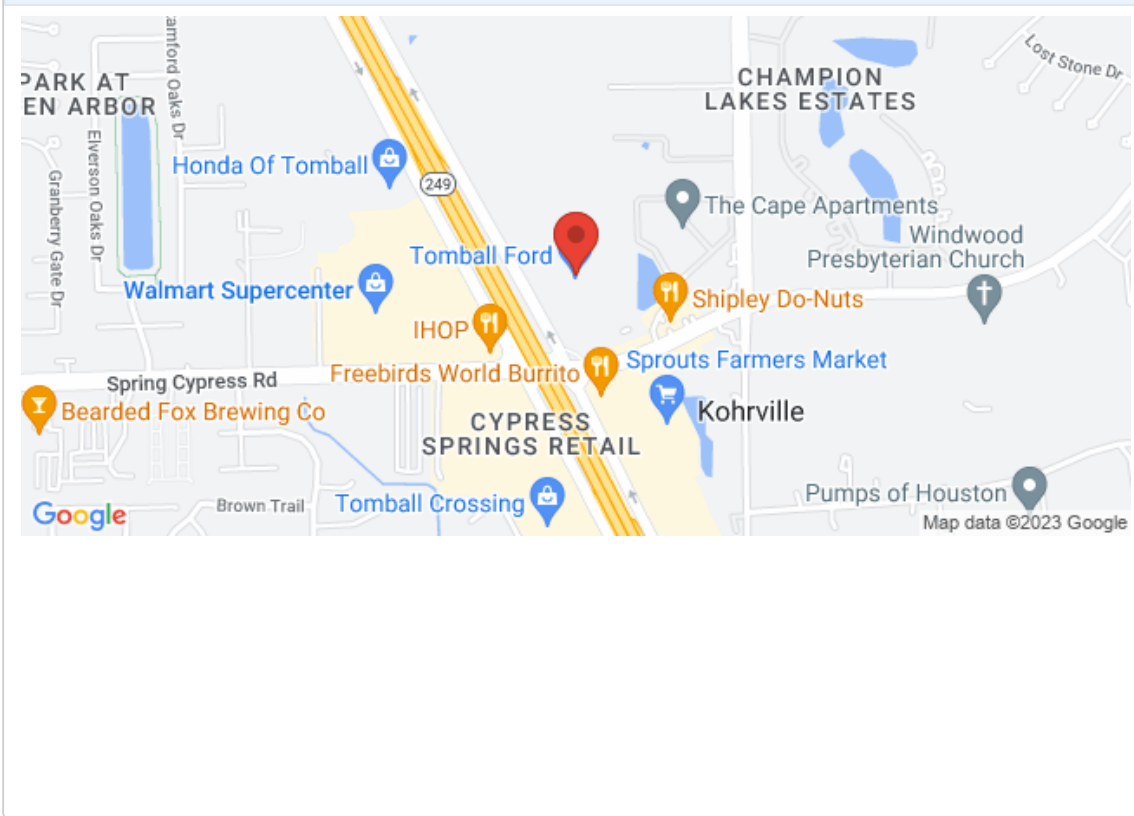 PARK AT
EN ARBOR
amford Oaks Dr
Elverson Oaks Dr
Granberry Gate Dr
Honda Of Tomball
249
CHAMPION
LAKES ESTATES
Lost Stone Dr
The Cape Apartments
Windwood
Presbyterian Church
Tomball Ford
Walmart Supercenter
Shipley Do-Nuts
IHOP
Sprouts Farmers Market
Freebirds World Burrito
Spring Cypress Rd
Bearded Fox Brewing Co
Kohrville
CYPRESS
SPRINGS RETAIL
Tomball Crossing
Pumps of Houston
Brown Trail
Google
Map data ©2023 Google